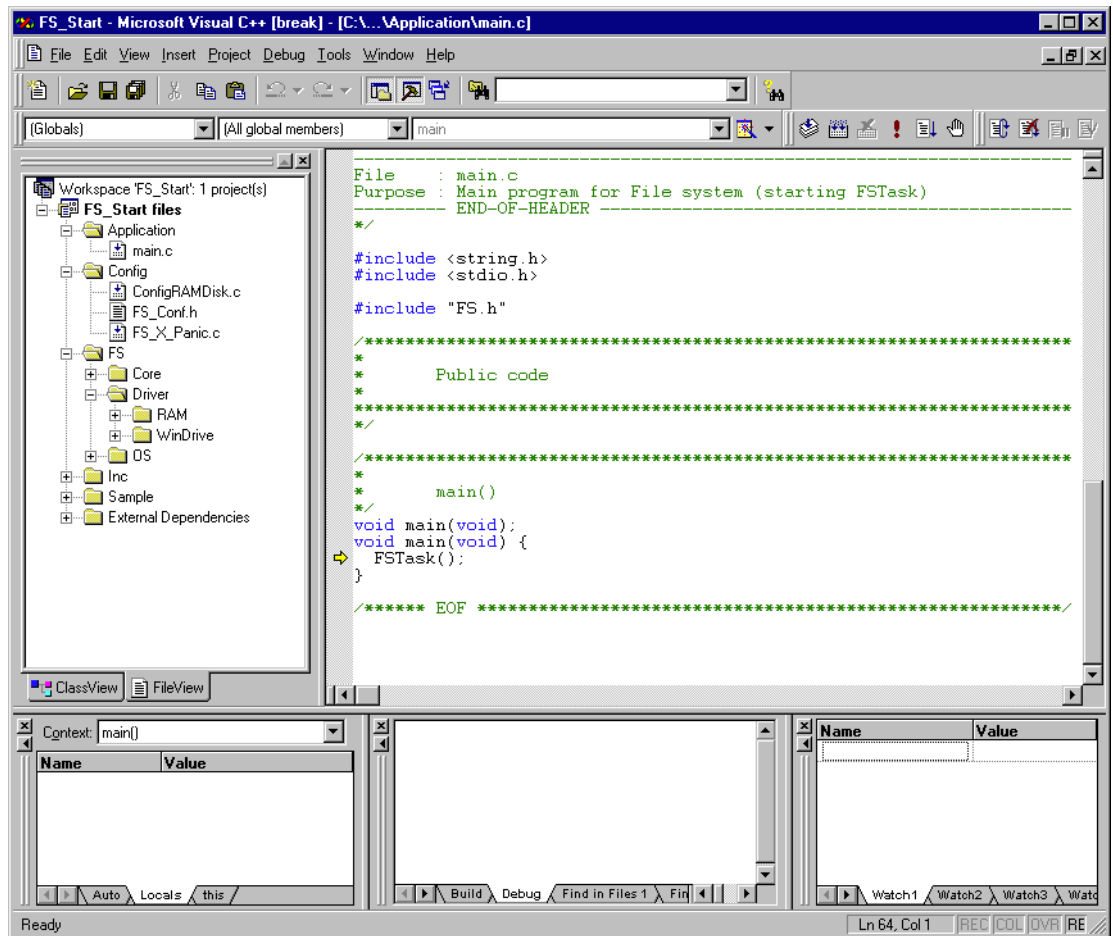 FS_Start - Microsoft Visual C++ [break] - [C:\...\Application\main.c]
File Edit View Insert Project Debug Tools Window Help
(Globals) (All global members) main
Workspace 'FS_Start': 1 project(s)
FS_Start files
Application
main.c
Config
ConfigRAMDisk.c
FS_Conf.h
FS_X_Panic.c
FS
Core
Driver
RAM
WinDrive
OS
Inc
Sample
External Dependencies
ClassView FileView
----------------------------------------------------------------------
File    : main.c
Purpose : Main program for File system (starting FSTask)
--------- END-OF-HEADER ----------------------------------------------
*/
#include <string.h>
#include <stdio.h>
#include "FS.h"
/*********************************************************************
*
*       Public code
*
**********************************************************************
*/
/*********************************************************************
*
*       main()
*/
void main(void);
void main(void) {
  FSTask();
}
/****** EOF *********************************************************/
Context: main()
Name Value
Auto Locals this
Build Debug Find in Files 1 Fin
Name Value
Watch1 Watch2 Watch3 Watc
Ready Ln 64, Col 1 REC COL OVR RE